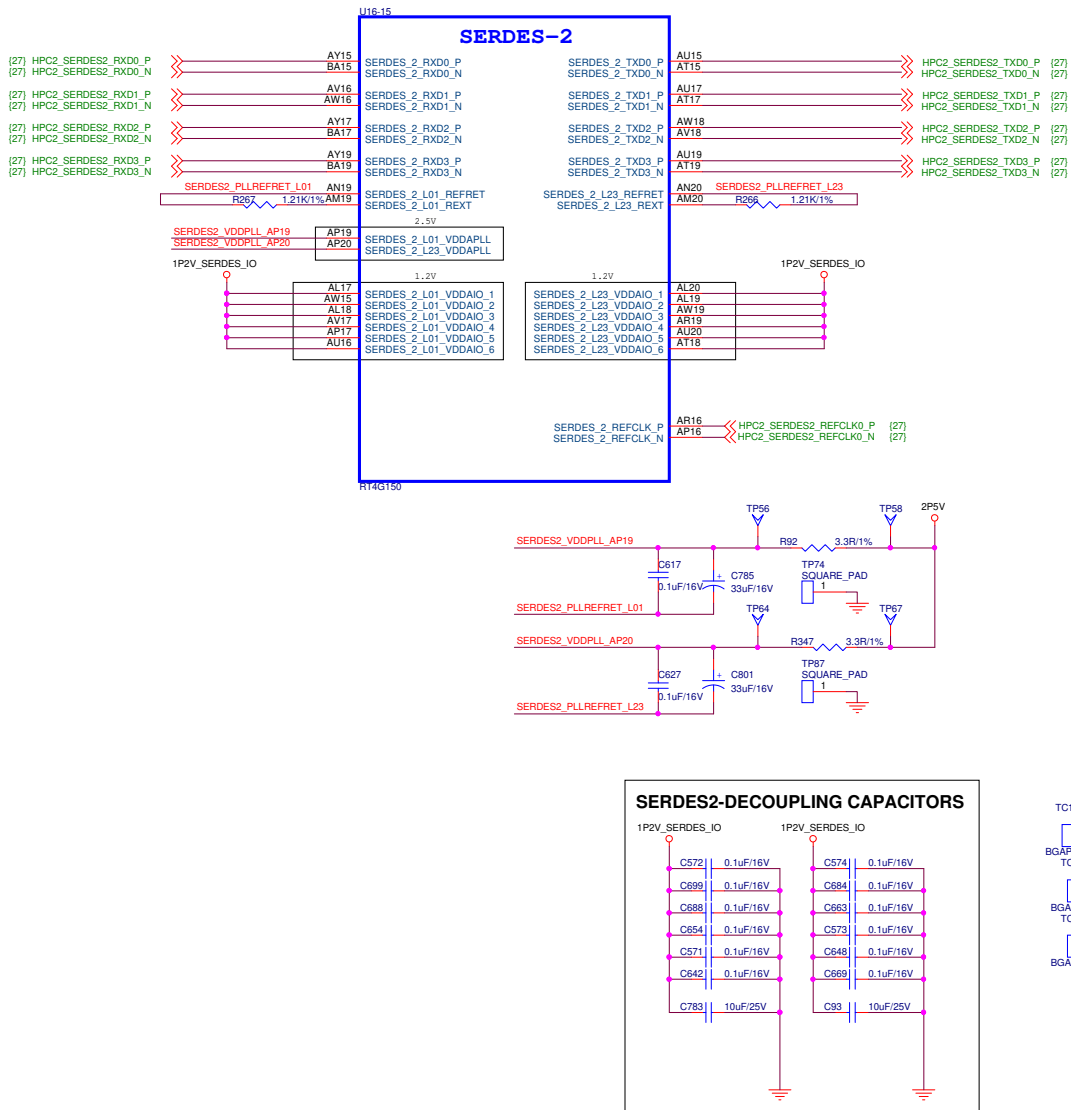 U16-15
SERDES-2
{27} HPC2_SERDES2_RXD0_P AY15 SERDES_2_RXD0_P SERDES_2_TXD0_P AU15 HPC2_SERDES2_TXD0_P {27}
{27} HPC2_SERDES2_RXD0_N BA15 SERDES_2_RXD0_N SERDES_2_TXD0_N AT15 HPC2_SERDES2_TXD0_N {27}
{27} HPC2_SERDES2_RXD1_P AV16 SERDES_2_RXD1_P SERDES_2_TXD1_P AU17 HPC2_SERDES2_TXD1_P {27}
{27} HPC2_SERDES2_RXD1_N AW16 SERDES_2_RXD1_N SERDES_2_TXD1_N AT17 HPC2_SERDES2_TXD1_N {27}
{27} HPC2_SERDES2_RXD2_P AY17 SERDES_2_RXD2_P SERDES_2_TXD2_P AW18 HPC2_SERDES2_TXD2_P {27}
{27} HPC2_SERDES2_RXD2_N BA17 SERDES_2_RXD2_N SERDES_2_TXD2_N AV18 HPC2_SERDES2_TXD2_N {27}
{27} HPC2_SERDES2_RXD3_P AY19 SERDES_2_RXD3_P SERDES_2_TXD3_P AU19 HPC2_SERDES2_TXD3_P {27}
{27} HPC2_SERDES2_RXD3_N BA19 SERDES_2_RXD3_N SERDES_2_TXD3_N AT19 HPC2_SERDES2_TXD3_N {27}
SERDES2_PLLREFRET_L01 AN19 SERDES_2_L01_REFRET SERDES_2_L23_REFRET AN20 SERDES2_PLLREFRET_L23
R267 1.21K/1% AM19 SERDES_2_L01_REXT SERDES_2_L23_REXT AM20 R266 1.21K/1%
2.5V
SERDES2_VDDPLL_AP19 AP19 SERDES_2_L01_VDDAPLL
SERDES2_VDDPLL_AP20 AP20 SERDES_2_L23_VDDAPLL
1P2V_SERDES_IO 1.2V 1.2V 1P2V_SERDES_IO
AL17 SERDES_2_L01_VDDAIO_1 SERDES_2_L23_VDDAIO_1 AL20
AW15 SERDES_2_L01_VDDAIO_2 SERDES_2_L23_VDDAIO_2 AL19
AL18 SERDES_2_L01_VDDAIO_3 SERDES_2_L23_VDDAIO_3 AW19
AV17 SERDES_2_L01_VDDAIO_4 SERDES_2_L23_VDDAIO_4 AR19
AP17 SERDES_2_L01_VDDAIO_5 SERDES_2_L23_VDDAIO_5 AU20
AU16 SERDES_2_L01_VDDAIO_6 SERDES_2_L23_VDDAIO_6 AT18
SERDES_2_REFCLK_P AR16 HPC2_SERDES2_REFCLK0_P {27}
SERDES_2_REFCLK_N AP16 HPC2_SERDES2_REFCLK0_N {27}
RT4G150
TP56 TP58 2P5V
SERDES2_VDDPLL_AP19 R92 3.3R/1%
C617 C785 TP74
0.1uF/16V + 33uF/16V SQUARE_PAD
1
SERDES2_PLLREFRET_L01 TP64 TP67
SERDES2_VDDPLL_AP20 R347 3.3R/1%
C627 C801 TP87
0.1uF/16V + 33uF/16V SQUARE_PAD
1
SERDES2_PLLREFRET_L23
SERDES2-DECOUPLING CAPACITORS
1P2V_SERDES_IO 1P2V_SERDES_IO
C572 0.1uF/16V C574 0.1uF/16V
C699 0.1uF/16V C684 0.1uF/16V
C688 0.1uF/16V C663 0.1uF/16V
C654 0.1uF/16V C573 0.1uF/16V
C571 0.1uF/16V C648 0.1uF/16V
C642 0.1uF/16V C669 0.1uF/16V
C783 10uF/25V C93 10uF/25V
TC1
BGAP
TC
BGA
TC
BGA